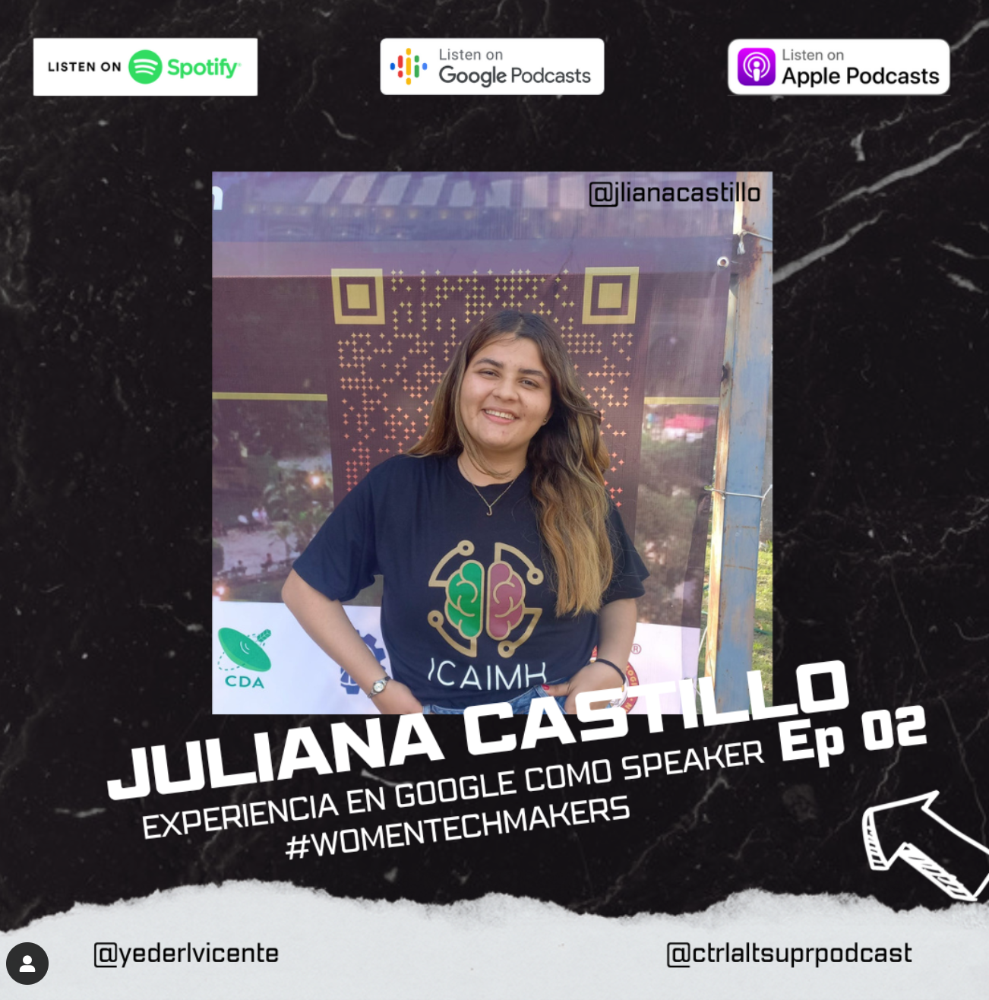 LISTEN ON Spotify
Listen on
Google Podcasts
Listen on
Apple Podcasts
@jlianacastillo
CDA
ICAIMH
JULIANA CASTILLO
EXPERIENCIA EN GOOGLE COMO SPEAKER Ep 02
#WOMENTECHMAKERS
@yederlvicente
@ctrlaltsuprpodcast